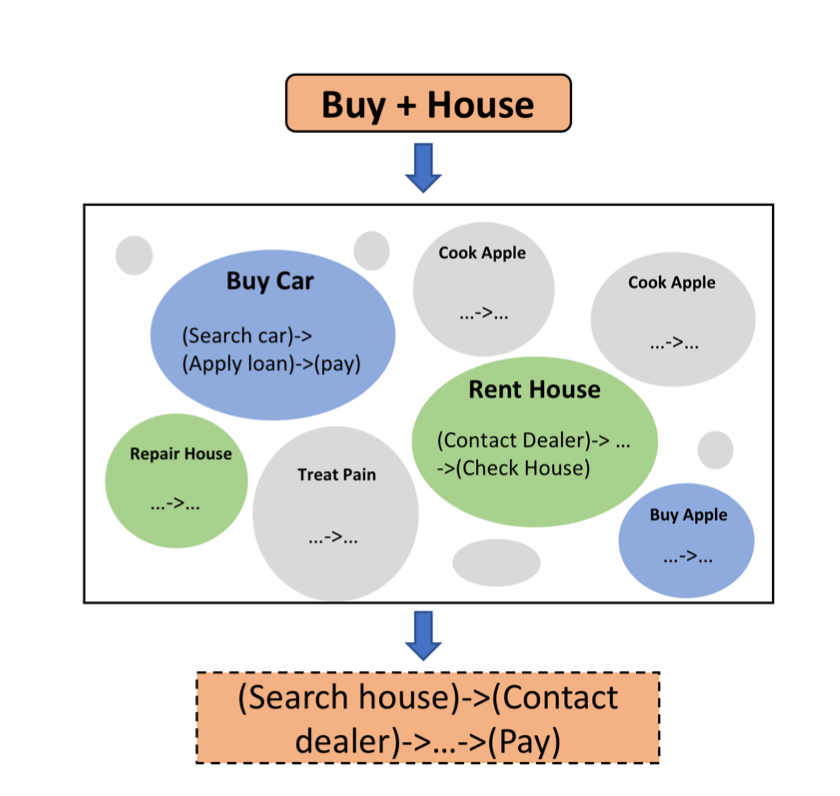 Buy + House
Buy Car
(Search car)->
(Apply loan)->(pay)
Cook Apple
...->...
Cook Apple
...->...
Rent House
(Contact Dealer)-> ...
->(Check House)
Repair House
...->...
Treat Pain
...->...
Buy Apple
...->...
(Search house)->(Contact
dealer)->...->(Pay)